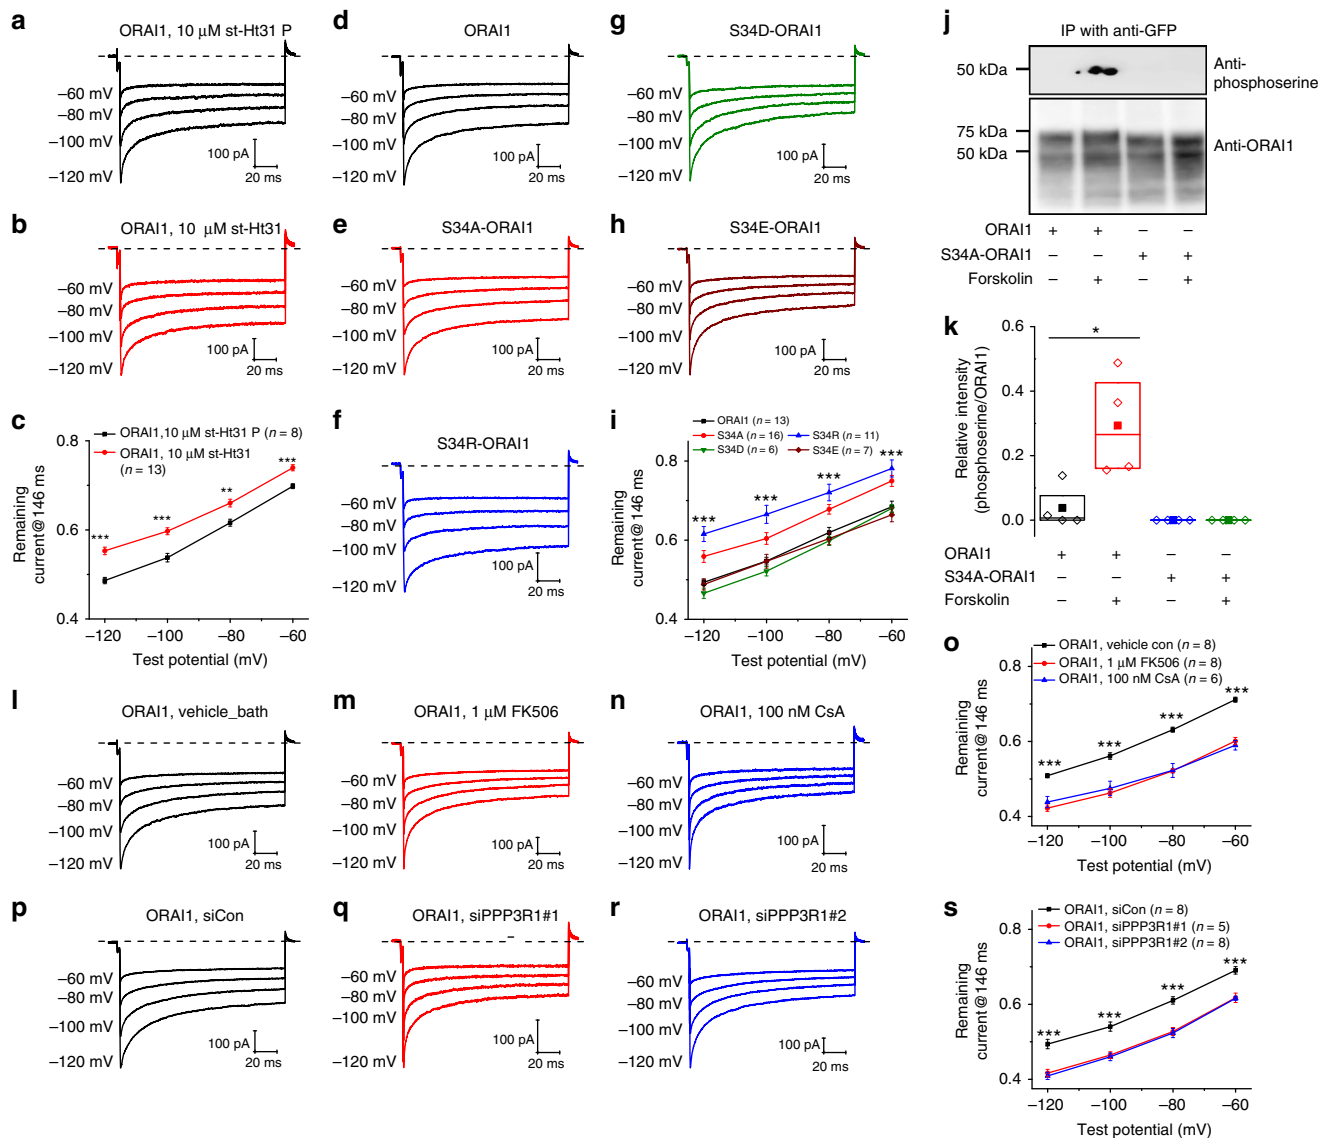 a
ORAI1, 10 μM st-Ht31 P
–60 mV
–80 mV
–100 mV
–120 mV
100 pA
20 ms
b
ORAI1, 10 μM st-Ht31
–60 mV
–80 mV
–100 mV
–120 mV
100 pA
20 ms
c
ORAI1,10 μM st-Ht31 P (n = 8)
ORAI1, 10 μM st-Ht31
(n = 13)
0.8
0.6
0.4
***
***
**
***
Remaining
current@146 ms
–120
–100
–80
–60
Test potential (mV)
d
ORAI1
–60 mV
–80 mV
–100 mV
–120 mV
100 pA
20 ms
e
S34A-ORAI1
–60 mV
–80 mV
–100 mV
–120 mV
100 pA
20 ms
f
S34R-ORAI1
–60 mV
–80 mV
–100 mV
–120 mV
100 pA
20 ms
g
S34D-ORAI1
–60 mV
–80 mV
–100 mV
–120 mV
100 pA
20 ms
h
S34E-ORAI1
–60 mV
–80 mV
–100 mV
–120 mV
100 pA
20 ms
i
ORAI1 (n = 13)
S34A (n = 16)
S34R (n = 11)
S34D (n = 6)
S34E (n = 7)
0.8
0.6
0.4
***
***
***
***
Remaining
current@146 ms
–120
–100
–80
–60
Test potential (mV)
j
IP with anti-GFP
50 kDa
Anti-
phosphoserine
75 kDa
50 kDa
Anti-ORAI1
ORAI1 + + – –
S34A-ORAI1 – – + +
Forskolin – + – +
k
0.6
0.4
0.2
0.0
*
Relative intensity
(phosphoserine/ORAI1)
ORAI1 + + – –
S34A-ORAI1 – – + +
Forskolin – + – +
l
ORAI1, vehicle_bath
–60 mV
–80 mV
–100 mV
–120 mV
100 pA
20 ms
m
ORAI1, 1 μM FK506
–60 mV
–80 mV
–100 mV
–120 mV
100 pA
20 ms
n
ORAI1, 100 nM CsA
–60 mV
–80 mV
–100 mV
–120 mV
100 pA
20 ms
o
ORAI1, vehicle con (n = 8)
ORAI1, 1 μM FK506 (n = 8)
ORAI1, 100 nM CsA (n = 6)
0.8
0.6
0.4
***
***
***
***
Remaining
current@146 ms
–120
–100
–80
–60
Test potential (mV)
p
ORAI1, siCon
–60 mV
–80 mV
–100 mV
–120 mV
100 pA
20 ms
q
ORAI1, siPPP3R1#1
–
–60 mV
–80 mV
–100 mV
–120 mV
100 pA
20 ms
r
ORAI1, siPPP3R1#2
–60 mV
–80 mV
–100 mV
–120 mV
100 pA
20 ms
s
ORAI1, siCon (n = 8)
ORAI1, siPPP3R1#1 (n = 5)
ORAI1, siPPP3R1#2 (n = 8)
0.8
0.6
0.4
***
***
***
***
Remaining
current@146 ms
–120
–100
–80
–60
Test potential (mV)